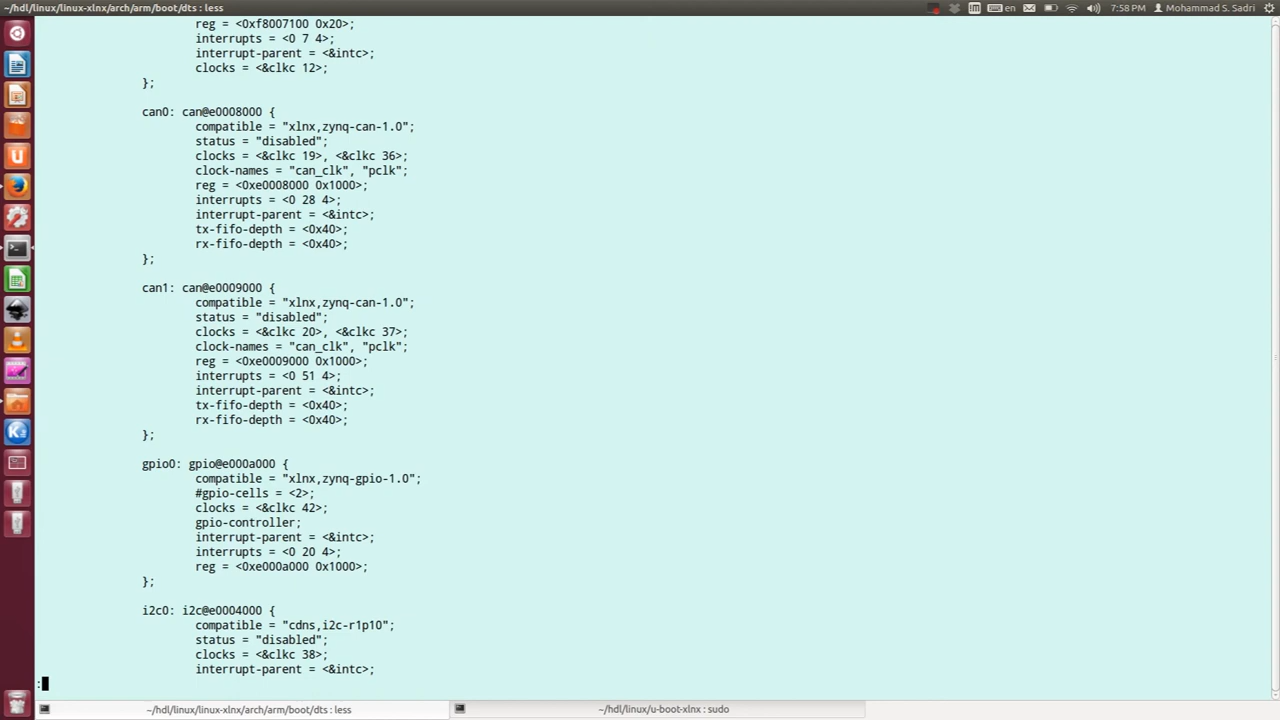 ~/hdl/linux/linux-xlnx/arch/arm/boot/dts : less
en
7:58 PM
Mohammad S. Sadri
reg = <0xf8007100 0x20>;
interrupts = <0 7 4>;
interrupt-parent = <&intc>;
clocks = <&clkc 12>;
};
can0: can@e0008000 {
compatible = "xlnx,zynq-can-1.0";
status = "disabled";
clocks = <&clkc 19>, <&clkc 36>;
clock-names = "can_clk", "pclk";
reg = <0xe0008000 0x1000>;
interrupts = <0 28 4>;
interrupt-parent = <&intc>;
tx-fifo-depth = <0x40>;
rx-fifo-depth = <0x40>;
};
can1: can@e0009000 {
compatible = "xlnx,zynq-can-1.0";
status = "disabled";
clocks = <&clkc 20>, <&clkc 37>;
clock-names = "can_clk", "pclk";
reg = <0xe0009000 0x1000>;
interrupts = <0 51 4>;
interrupt-parent = <&intc>;
tx-fifo-depth = <0x40>;
rx-fifo-depth = <0x40>;
};
gpio0: gpio@e000a000 {
compatible = "xlnx,zynq-gpio-1.0";
#gpio-cells = <2>;
clocks = <&clkc 42>;
gpio-controller;
interrupt-parent = <&intc>;
interrupts = <0 20 4>;
reg = <0xe000a000 0x1000>;
};
i2c0: i2c@e0004000 {
compatible = "cdns,i2c-r1p10";
status = "disabled";
clocks = <&clkc 38>;
interrupt-parent = <&intc>;
:
~/hdl/linux/linux-xlnx/arch/arm/boot/dts : less
~/hdl/linux/u-boot-xlnx : sudo